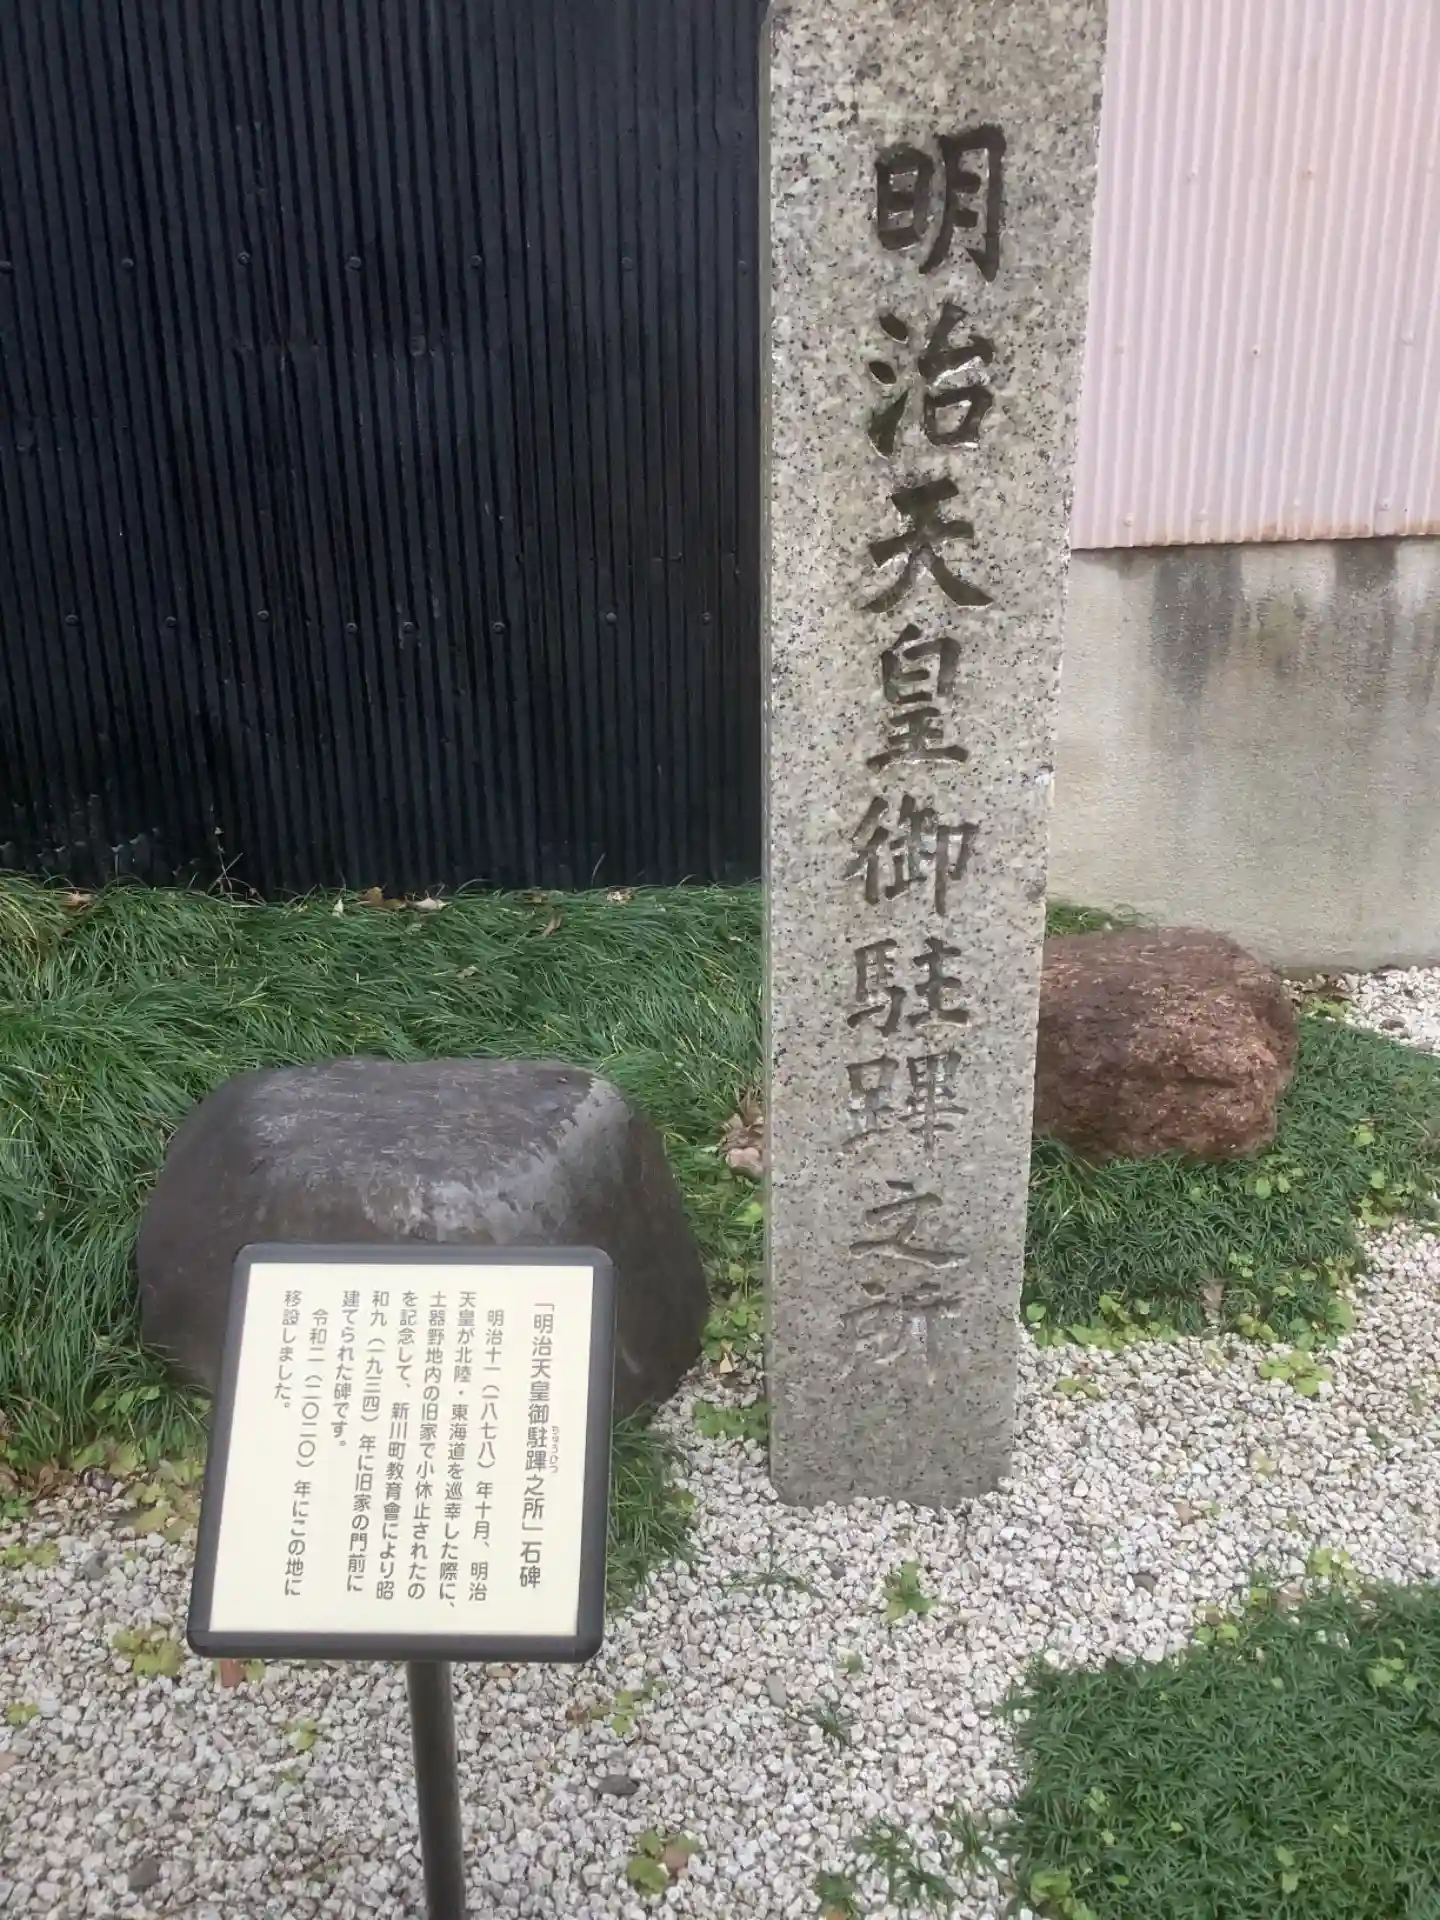 明治天皇御駐蹕之所
「明治天皇御駐蹕之所」石碑
ちゅうひつ
明治十一（一八七八）年十月、明治
天皇が北陸・東海道を巡幸した際に、
土器野地内の旧家で小休止されたの
を記念して、新川町教育會により昭
和九（一九三四）年に旧家の門前に
建てられた碑です。
令和二（二〇二〇）年にこの地に
移設しました。